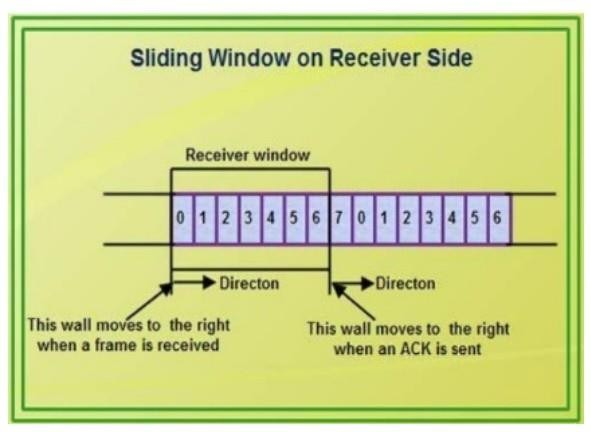 Sliding Window on Receiver Side
Receiver window
0 1 2 3 4 5 6 7 0 1 2 3 4 5 6
Directon
Directon
This wall moves to the right
when a frame is received
This wall moves to the right
when an ACK is sent